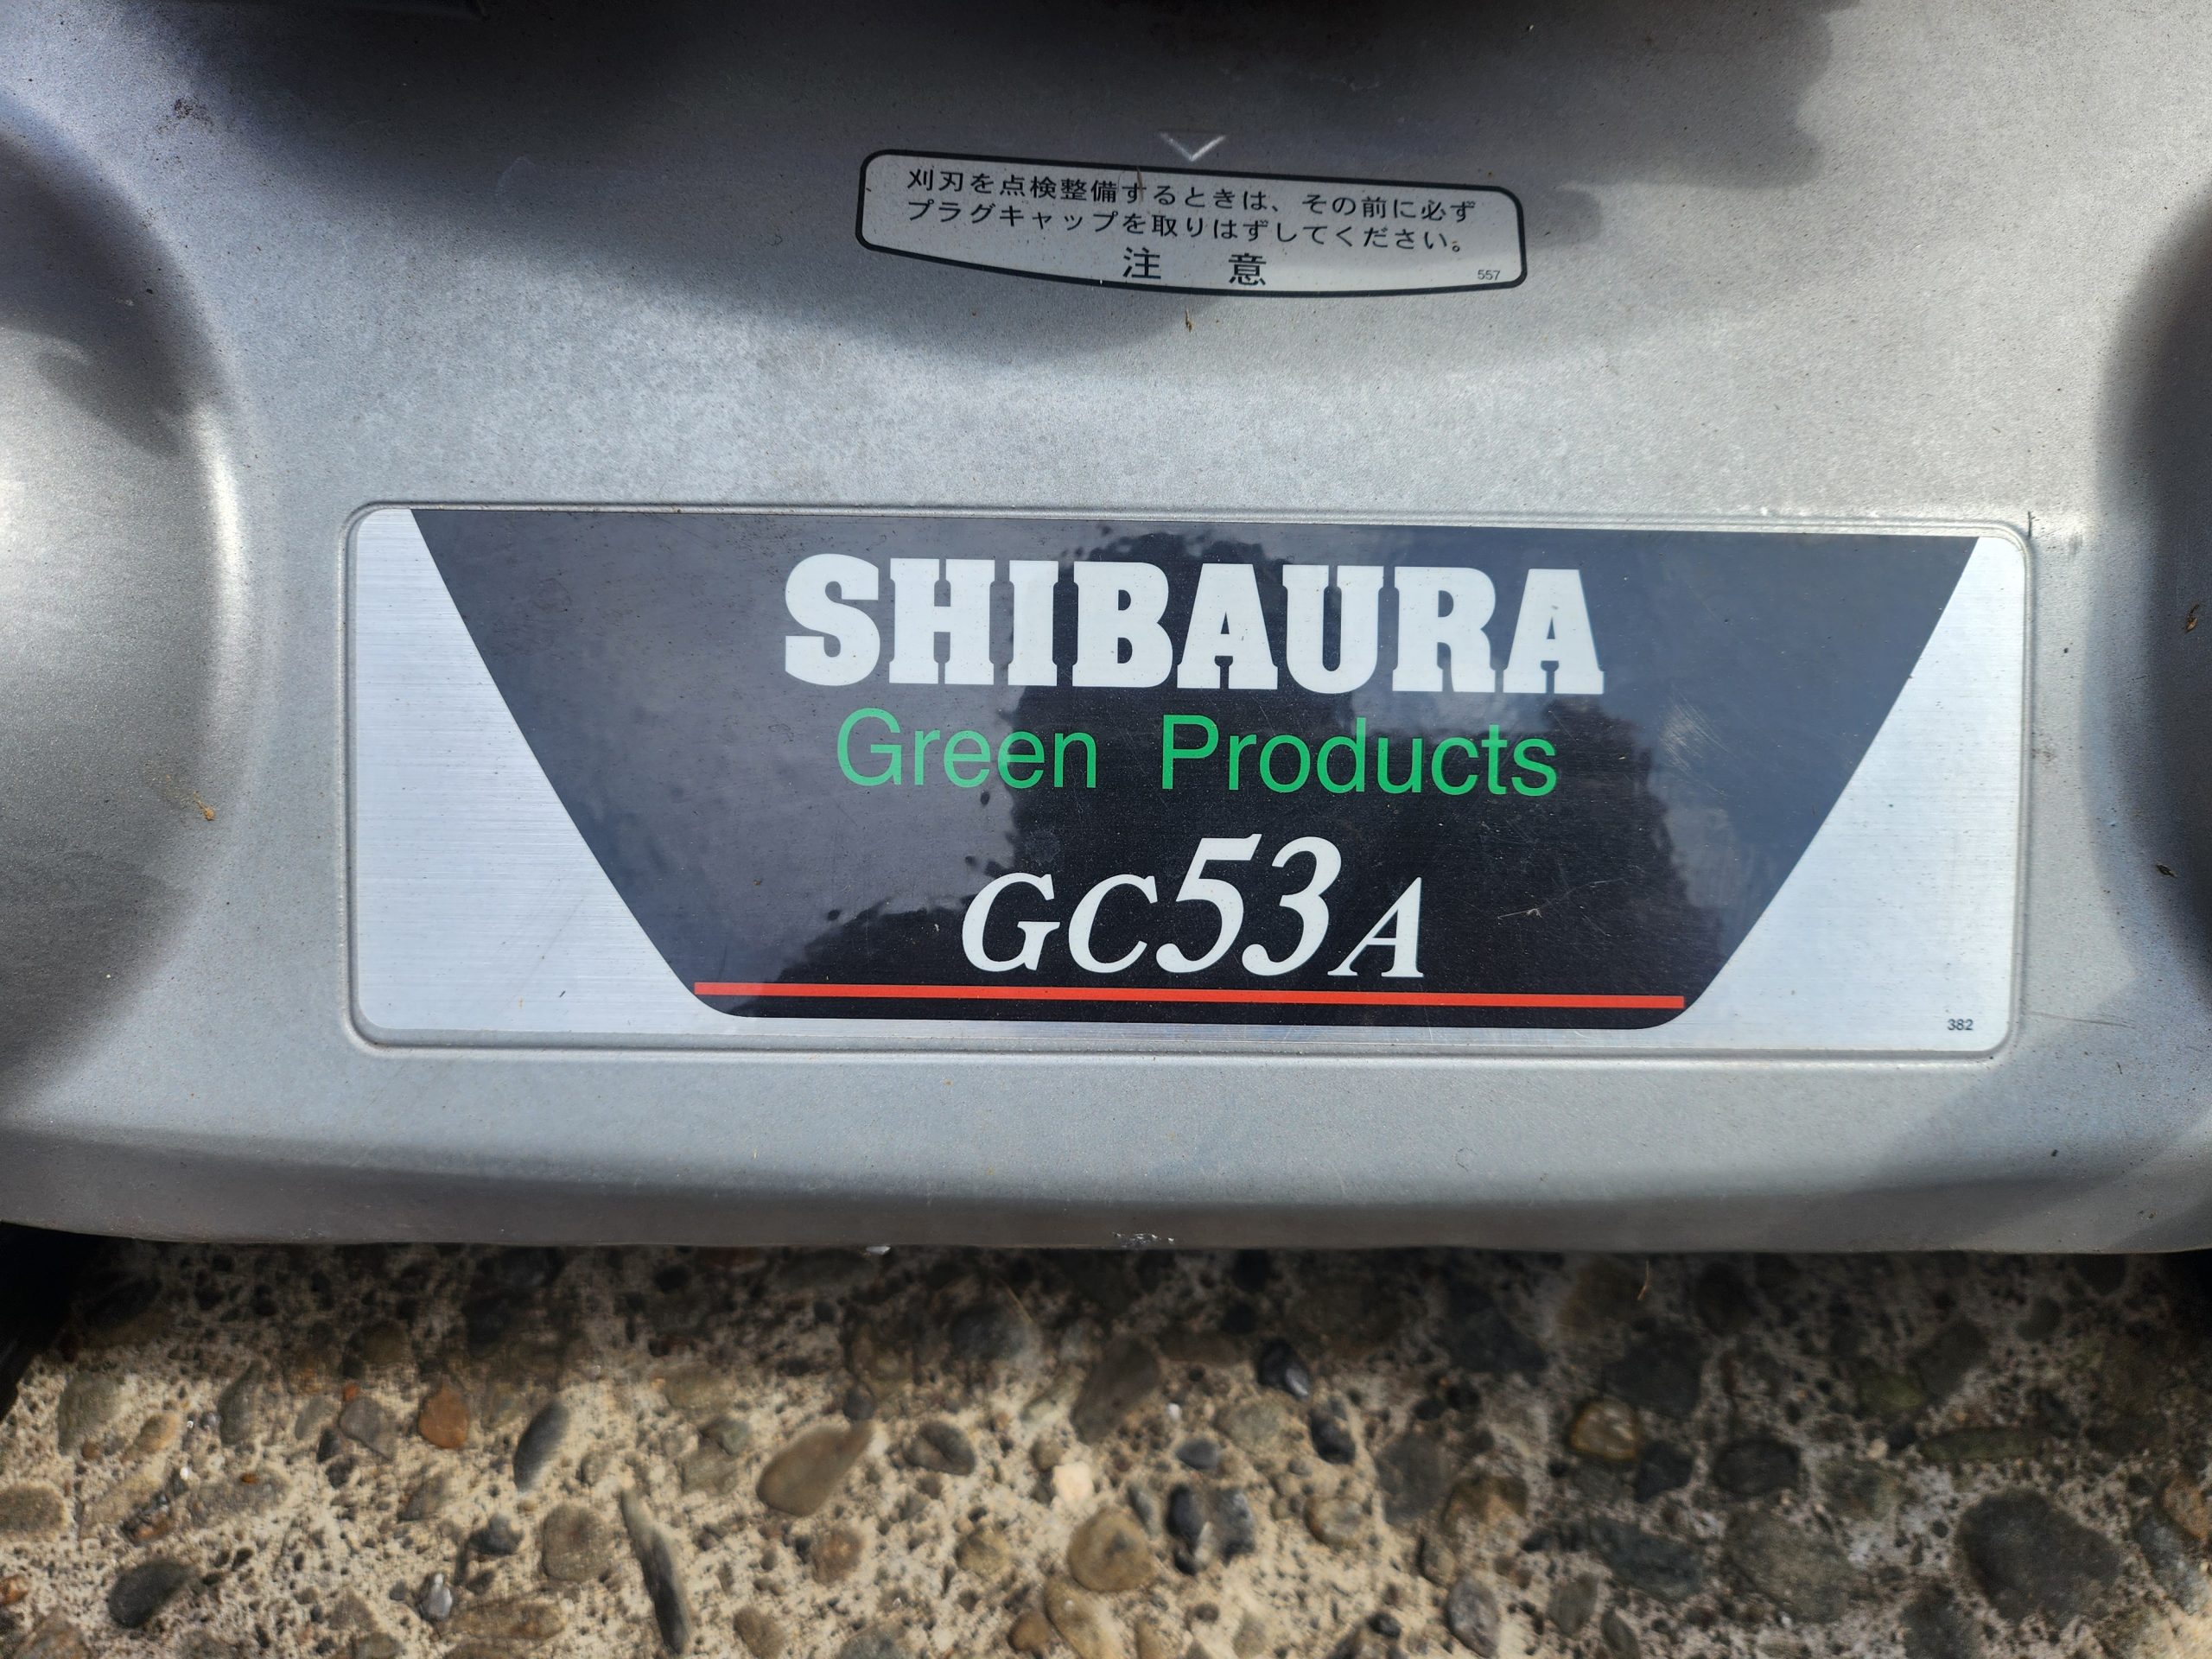 刈刃を点検整備するときは、その前に必ず
プラグキャップを取りはずしてください。
注 意
557
SHIBAURA
Green Products
GC53A
382